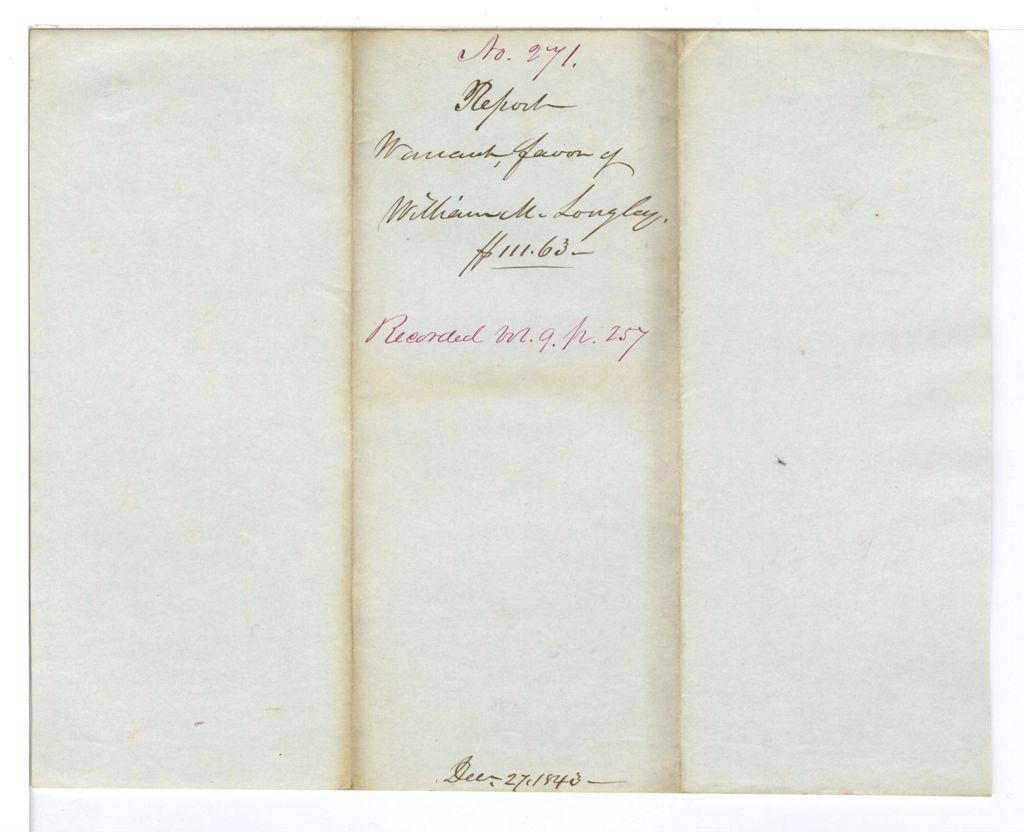 No. 271.
Report
Warrant, favor of
William M. Longley.
$111.63-
Recorded Vol. 9. p. 257
Dec. 27, 1843-